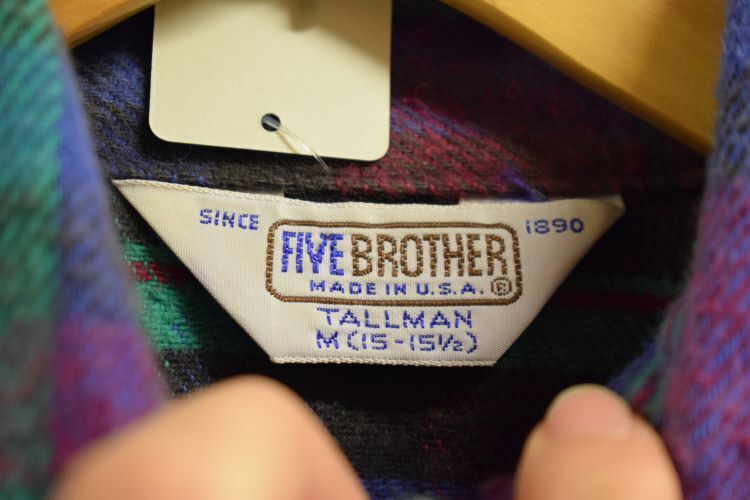 SINCE 1890
FIVE BROTHER
MADE IN U.S.A. ®
TALLMAN
M (15-15½)